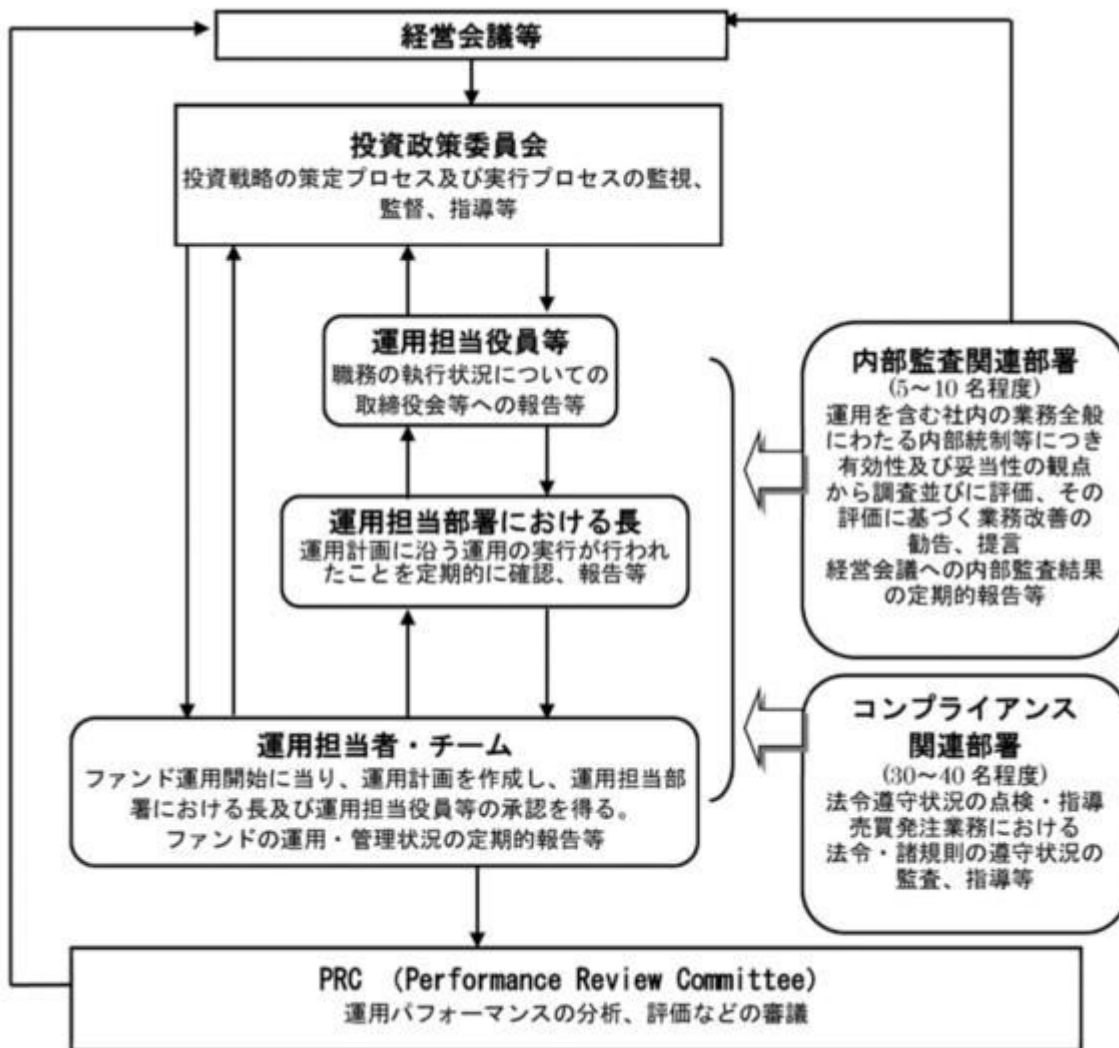 経営会議等
投資政策委員会
投資戦略の策定プロセス及び実行プロセスの監視、
監督、指導等
運用担当役員等
職務の執行状況についての
取締役会等への報告等
運用担当部署における長
運用計画に沿う運用の実行が行われ
たことを定期的に確認、報告等
運用担当者・チーム
ファンド運用開始に当り、運用計画を作成し、運用担当部
署における長及び運用担当役員等の承認を得る。
ファンドの運用・管理状況の定期的報告等
内部監査関連部署
(5～10 名程度)
運用を含む社内の業務全般
にわたる内部統制等につき
有効性及び妥当性の観点
から調査並びに評価、その
評価に基づく業務改善の
勧告、提言
経営会議への内部監査結果
の定期的報告等
コンプライアンス
関連部署
(30～40 名程度)
法令遵守状況の点検・指導
売買発注業務における
法令・諸規則の遵守状況の
監査、指導等
PRC （Performance Review Committee）
運用パフォーマンスの分析、評価などの審議